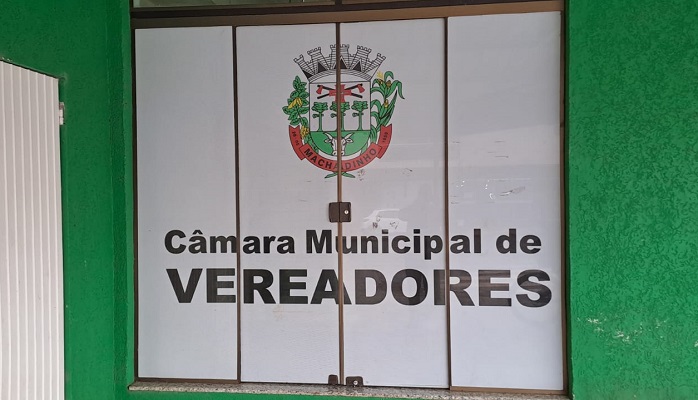 MACHADINHO
Câmara Municipal de
VEREADORES